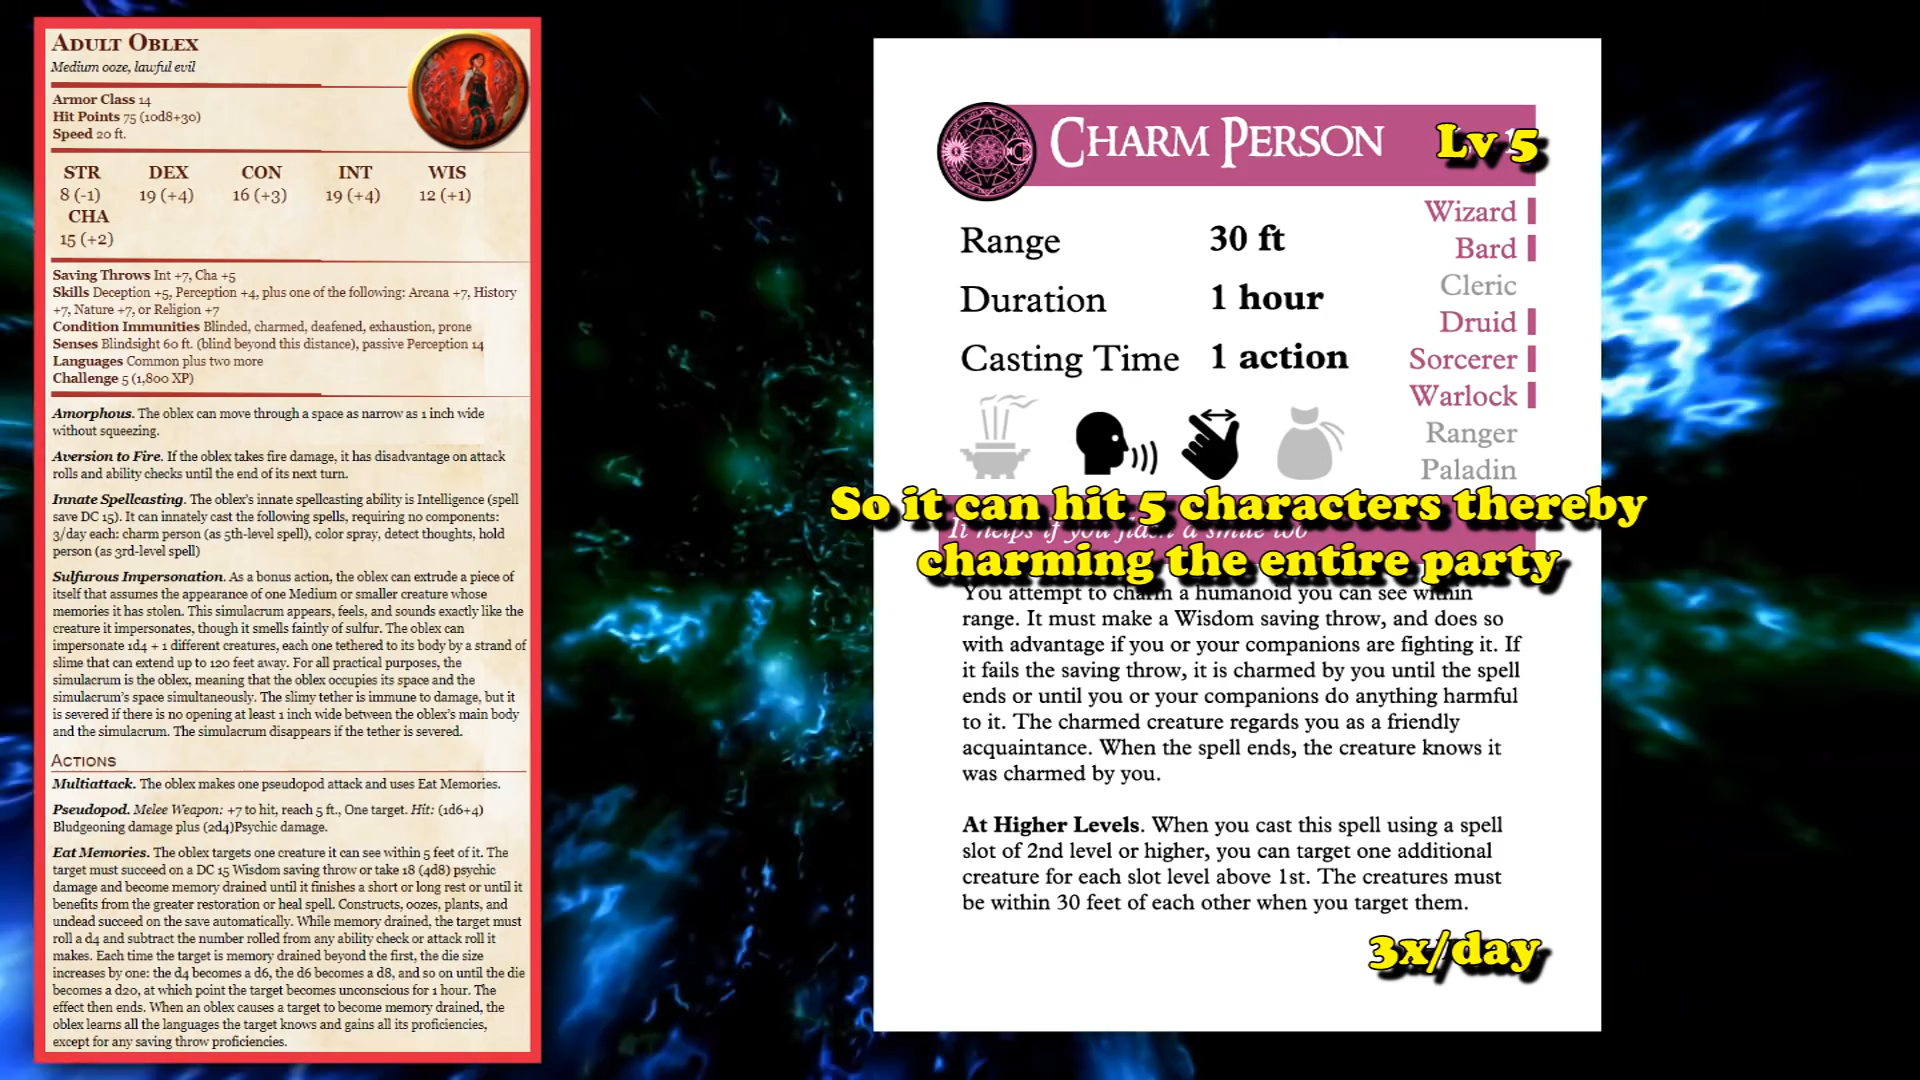 ADULT OBLEX
Medium ooze, lawful evil
Armor Class 14
Hit Points 75 (10d8+30)
Speed 20 ft.
STR DEX CON INT WIS
8 (-1) 19 (+4) 16 (+3) 19 (+4) 12 (+1)
CHA
15 (+2)
Saving Throws Int +7, Cha +5
Skills Deception +5, Perception +4, plus one of the following: Arcana +7, History
+7, Nature +7, or Religion +7
Condition Immunities Blinded, charmed, deafened, exhaustion, prone
Senses Blindsight 60 ft. (blind beyond this distance), passive Perception 14
Languages Common plus two more
Challenge 5 (1,800 XP)
Amorphous. The oblex can move through a space as narrow as 1 inch wide
without squeezing.
Aversion to Fire. If the oblex takes fire damage, it has disadvantage on attack
rolls and ability checks until the end of its next turn.
Innate Spellcasting. The oblex's innate spellcasting ability is Intelligence (spell
save DC 15). It can innately cast the following spells, requiring no components:
3/day each: charm person (as 5th-level spell), color spray, detect thoughts, hold
person (as 3rd-level spell)
Sulfurous Impersonation. As a bonus action, the oblex can extrude a piece of
itself that assumes the appearance of one Medium or smaller creature whose
memories it has stolen. This simulacrum appears, feels, and sounds exactly like the
creature it impersonates, though it smells faintly of sulfur. The oblex can
impersonate 1d4 + 1 different creatures, each one tethered to its body by a strand of
slime that can extend up to 120 feet away. For all practical purposes, the
simulacrum is the oblex, meaning that the oblex occupies its space and the
simulacrum's space simultaneously. The slimy tether is immune to damage, but it
is severed if there is no opening at least 1 inch wide between the oblex's main body
and the simulacrum. The simulacrum disappears if the tether is severed.
ACTIONS
Multiattack. The oblex makes one pseudopod attack and uses Eat Memories.
Pseudopod. Melee Weapon: +7 to hit, reach 5 ft., One target. Hit: (1d6+4)
Bludgeoning damage plus (2d4)Psychic damage.
Eat Memories. The oblex targets one creature it can see within 5 feet of it. The
target must succeed on a DC 15 Wisdom saving throw or take 18 (4d8) psychic
damage and become memory drained until it finishes a short or long rest or until it
benefits from the greater restoration or heal spell. Constructs, oozes, plants, and
undead succeed on the save automatically. While memory drained, the target must
roll a d4 and subtract the number rolled from any ability check or attack roll it
makes. Each time the target is memory drained beyond the first, the die size
increases by one: the d4 becomes a d6, the d6 becomes a d8, and so on until the die
becomes a d20, at which point the target becomes unconscious for 1 hour. The
effect then ends. When an oblex causes a target to become memory drained, the
oblex learns all the languages the target knows and gains all its proficiencies,
except for any saving throw proficiencies.
CHARM PERSON
Lv 5
Range 30 ft
Duration 1 hour
Casting Time 1 action
Wizard
Bard
Cleric
Druid
Sorcerer
Warlock
Ranger
Paladin
So it can hit 5 characters thereby
It helps if you flash a smile too
charming the entire party
You attempt to charm a humanoid you can see within
range. It must make a Wisdom saving throw, and does so
with advantage if you or your companions are fighting it. If
it fails the saving throw, it is charmed by you until the spell
ends or until you or your companions do anything harmful
to it. The charmed creature regards you as a friendly
acquaintance. When the spell ends, the creature knows it
was charmed by you.
At Higher Levels. When you cast this spell using a spell
slot of 2nd level or higher, you can target one additional
creature for each slot level above 1st. The creatures must
be within 30 feet of each other when you target them.
3x/day